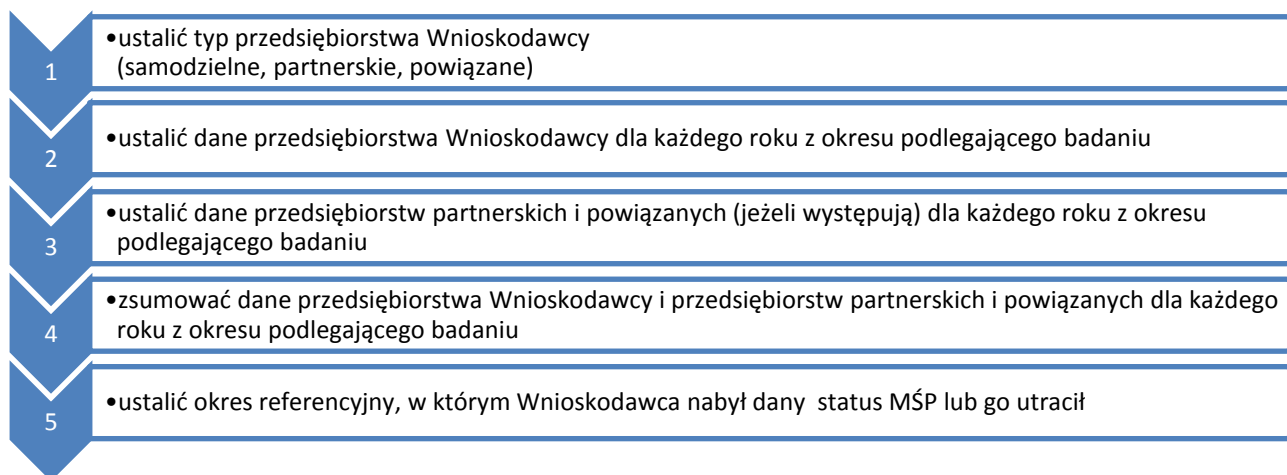 1
•ustalić typ przedsiębiorstwa Wnioskodawcy
(samodzielne, partnerskie, powiązane)
2
•ustalić dane przedsiębiorstwa Wnioskodawcy dla każdego roku z okresu podlegającego badaniu
3
•ustalić dane przedsiębiorstw partnerskich i powiązanych (jeżeli występują) dla każdego roku z okresu
podlegającego badaniu
4
•zsumować dane przedsiębiorstwa Wnioskodawcy i przedsiębiorstw partnerskich i powiązanych dla każdego
roku z okresu podlegającego badaniu
5
•ustalić okres referencyjny, w którym Wnioskodawca nabył dany status MŚP lub go utracił